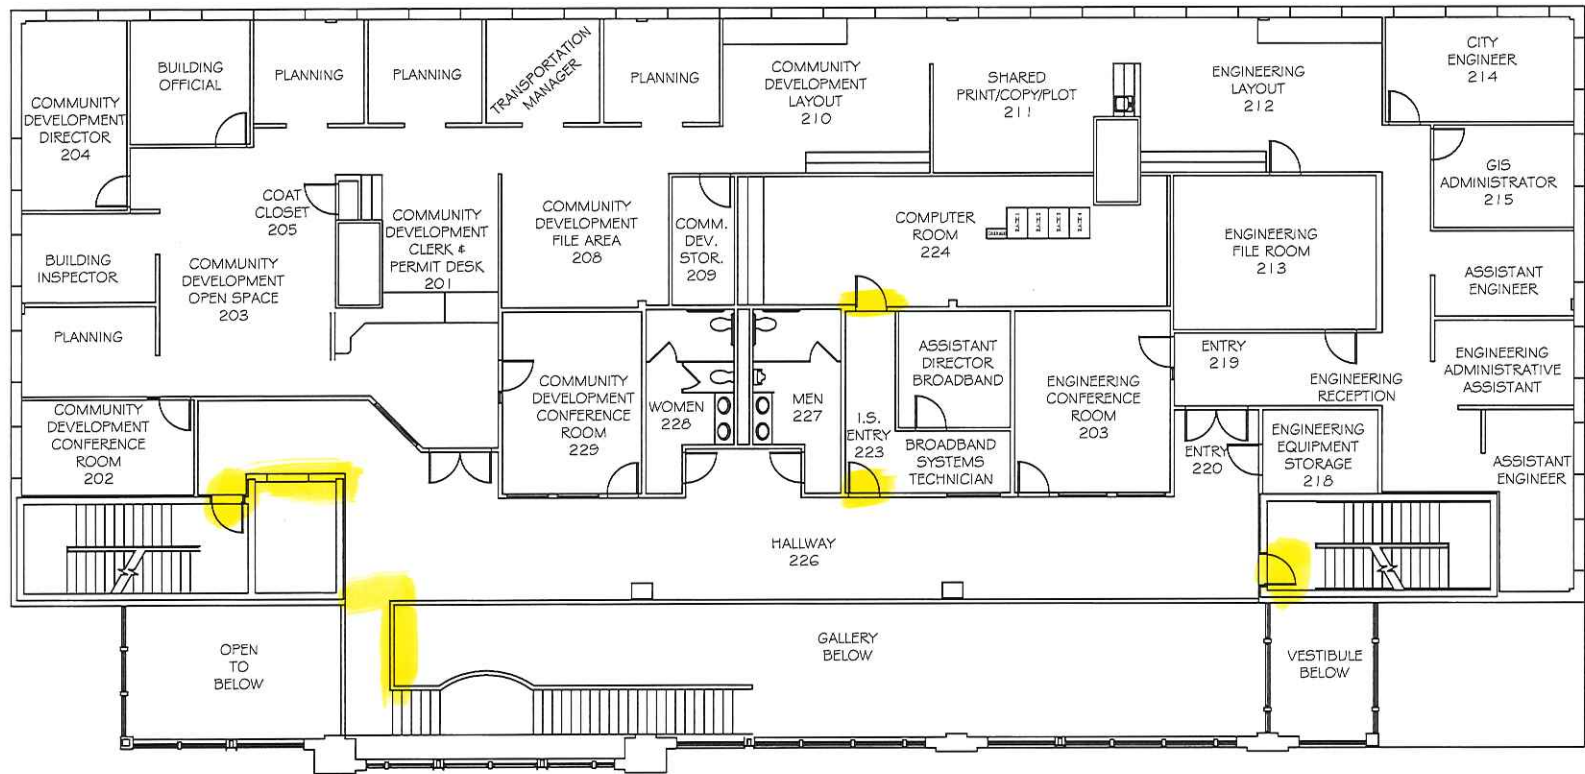 COMMUNITY
DEVELOPMENT
DIRECTOR
204
BUILDING
OFFICIAL
PLANNING
PLANNING
TRANSPORTATION
MANAGER
PLANNING
COMMUNITY
DEVELOPMENT
LAYOUT
210
SHARED
PRINT/COPY/PLOT
211
ENGINEERING
LAYOUT
212
CITY
ENGINEER
214
GIS
ADMINISTRATOR
215
COAT
CLOSET
205
COMMUNITY
DEVELOPMENT
CLERK &
PERMIT DESK
201
COMMUNITY
DEVELOPMENT
FILE AREA
208
COMM.
DEV.
STOR.
209
COMPUTER
ROOM
224
ENGINEERING
FILE ROOM
213
BUILDING
INSPECTOR
COMMUNITY
DEVELOPMENT
OPEN SPACE
203
ASSISTANT
ENGINEER
PLANNING
ASSISTANT
DIRECTOR
BROADBAND
ENTRY
219
ENGINEERING
RECEPTION
ENGINEERING
ADMINISTRATIVE
ASSISTANT
COMMUNITY
DEVELOPMENT
CONFERENCE
ROOM
202
COMMUNITY
DEVELOPMENT
CONFERENCE
ROOM
229
WOMEN
228
MEN
227
I.S.
ENTRY
223
BROADBAND
SYSTEMS
TECHNICIAN
ENGINEERING
CONFERENCE
ROOM
203
ENTRY
220
ENGINEERING
EQUIPMENT
STORAGE
218
ASSISTANT
ENGINEER
HALLWAY
226
OPEN
TO
BELOW
GALLERY
BELOW
VESTIBULE
BELOW